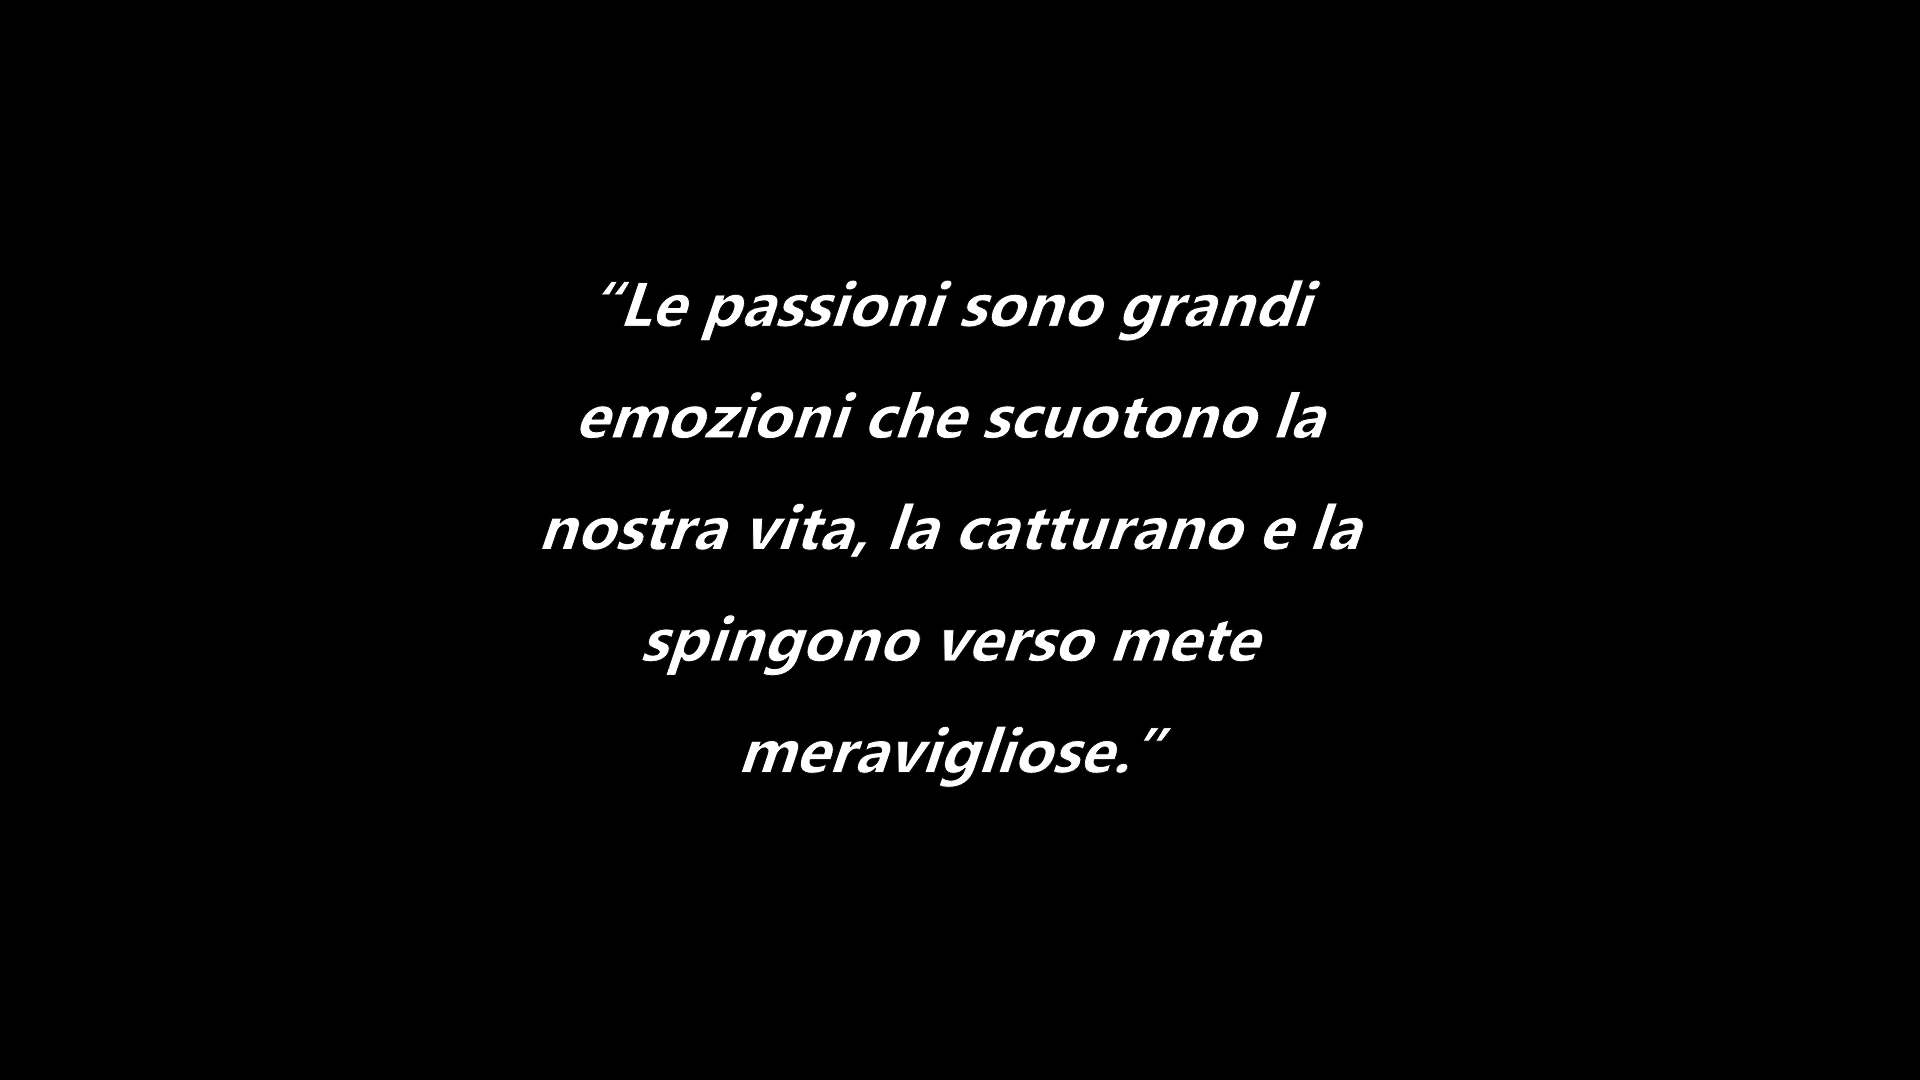 “Le passioni sono grandi
emozioni che scuotono la
nostra vita, la catturano e la
spingono verso mete
meravigliose.”